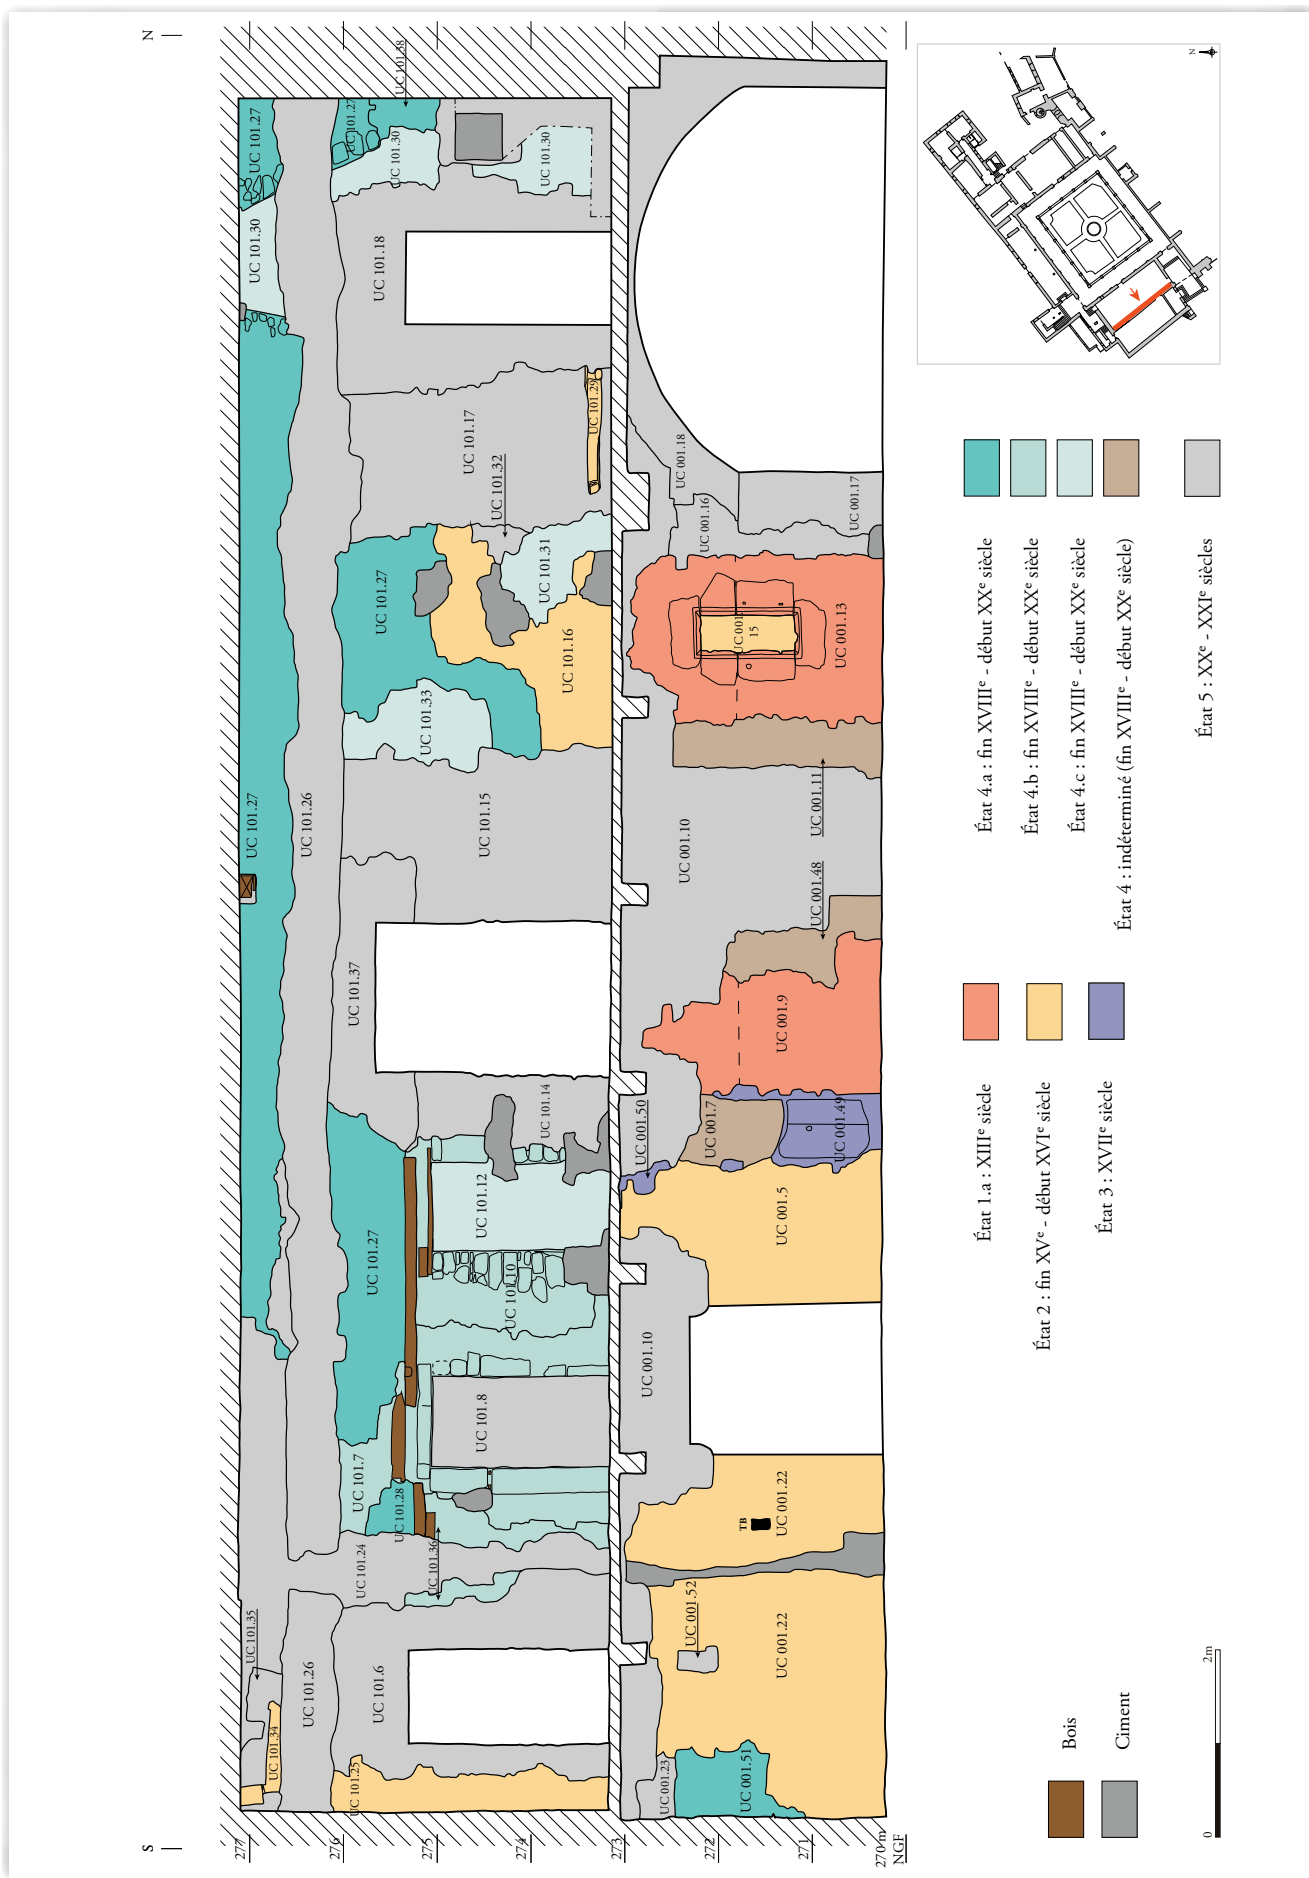 N
S
277
276
275
274
273
272
271
270 m
NGF
UC 101.27
UC 101.30
UC 101.27
UC 101.38
UC 101.30
UC 101.30
UC 101.18
UC 101.29
UC 101.17
UC 101.32
UC 101.27
UC 101.31
UC 101.16
UC 101.33
UC 101.27
UC 101.26
UC 101.15
UC 101.37
UC 101.14
UC 101.12
UC 101.27
UC 101.10
UC 101.8
UC 101.7
UC 101.28
UC 101.24
UC 101.36
UC 101.35
UC 101.26
UC 101.6
UC 101.34
UC 101.25
UC 001.18
UC 001.17
UC 001.16
UC 001.
15
UC 001.13
UC 001.11
UC 001.10
UC 001.48
UC 001.9
UC 001.50
UC 001.7
UC 001.49
UC 001.5
UC 001.10
UC 001.22
TB
UC 001.52
UC 001.22
UC 001.23
UC 001.51
N
État 1.a : XIIIe siècle
État 2 : fin XVe - début XVIe siècle
État 3 : XVIIe siècle
État 4.a : fin XVIIIe - début XXe siècle
État 4.b : fin XVIIIe - début XXe siècle
État 4.c : fin XVIIIe - début XXe siècle
État 4 : indéterminé (fin XVIIIe - début XXe siècle)
État 5 : XXe - XXIe siècles
Bois
Ciment
0
2m